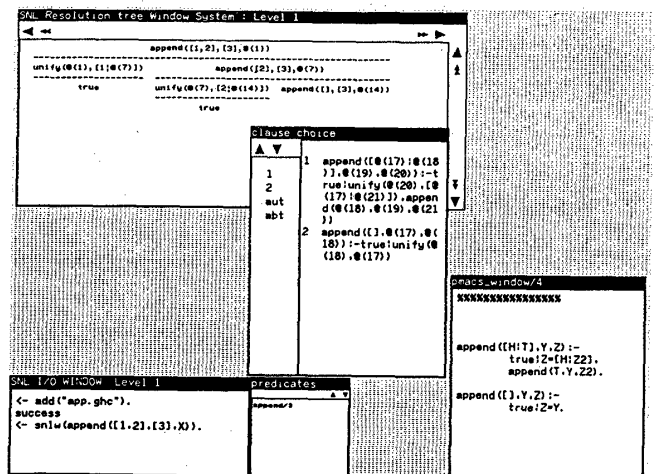 SNL Resolution tree Window System : Level 1
append([1,2],[3],@(1))
unify(@(1),[1¦@(7)]) append([2],[3],@(7))
true unify(@(7),[2¦@(14)]) append([],[3],@(14))
true
clause choice
1
2
aut
abt
1 append([@(17)¦@(18
)],@(19),@(20)):-t
rue¦unify(@(20),[@
(17)¦@(21)]),appen
d(@(18),@(19),@(21
))
2 append([],@(17),@(
18)):-true¦unify(@
(18),@(17))
pmacs_window/4
%%%%%%%%%%%%%%%%
append([H¦T],Y,Z):-
true¦Z=[H¦Z2],
append(T,Y,Z2).
append([],Y,Z):-
true¦Z=Y.
SNL I/O WINDOW Level 1
<- add("app.ghc").
success
<- snlw(append([1,2],[3],X)).
predicates
append/3